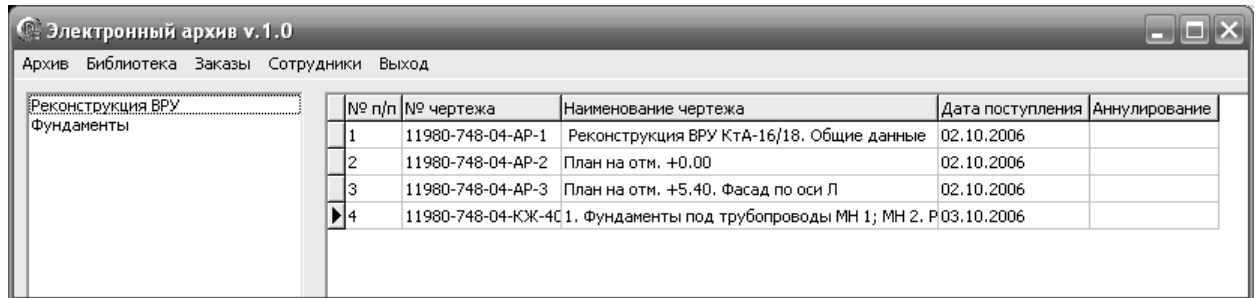 Электронный архив v.1.0
Архив Библиотека Заказы Сотрудники Выход
Реконструкция ВРУ
Фундаменты
№ п/п № чертежа Наименование чертежа Дата поступления Аннулирование
1 11980-748-04-АР-1 Реконструкция ВРУ КтА-16/18. Общие данные 02.10.2006
2 11980-748-04-АР-2 План на отм. +0.00 02.10.2006
3 11980-748-04-АР-3 План на отм. +5.40. Фасад по оси Л 02.10.2006
4 11980-748-04-КЖ-40 1. Фундаменты под трубопроводы МН 1; МН 2. Р 03.10.2006